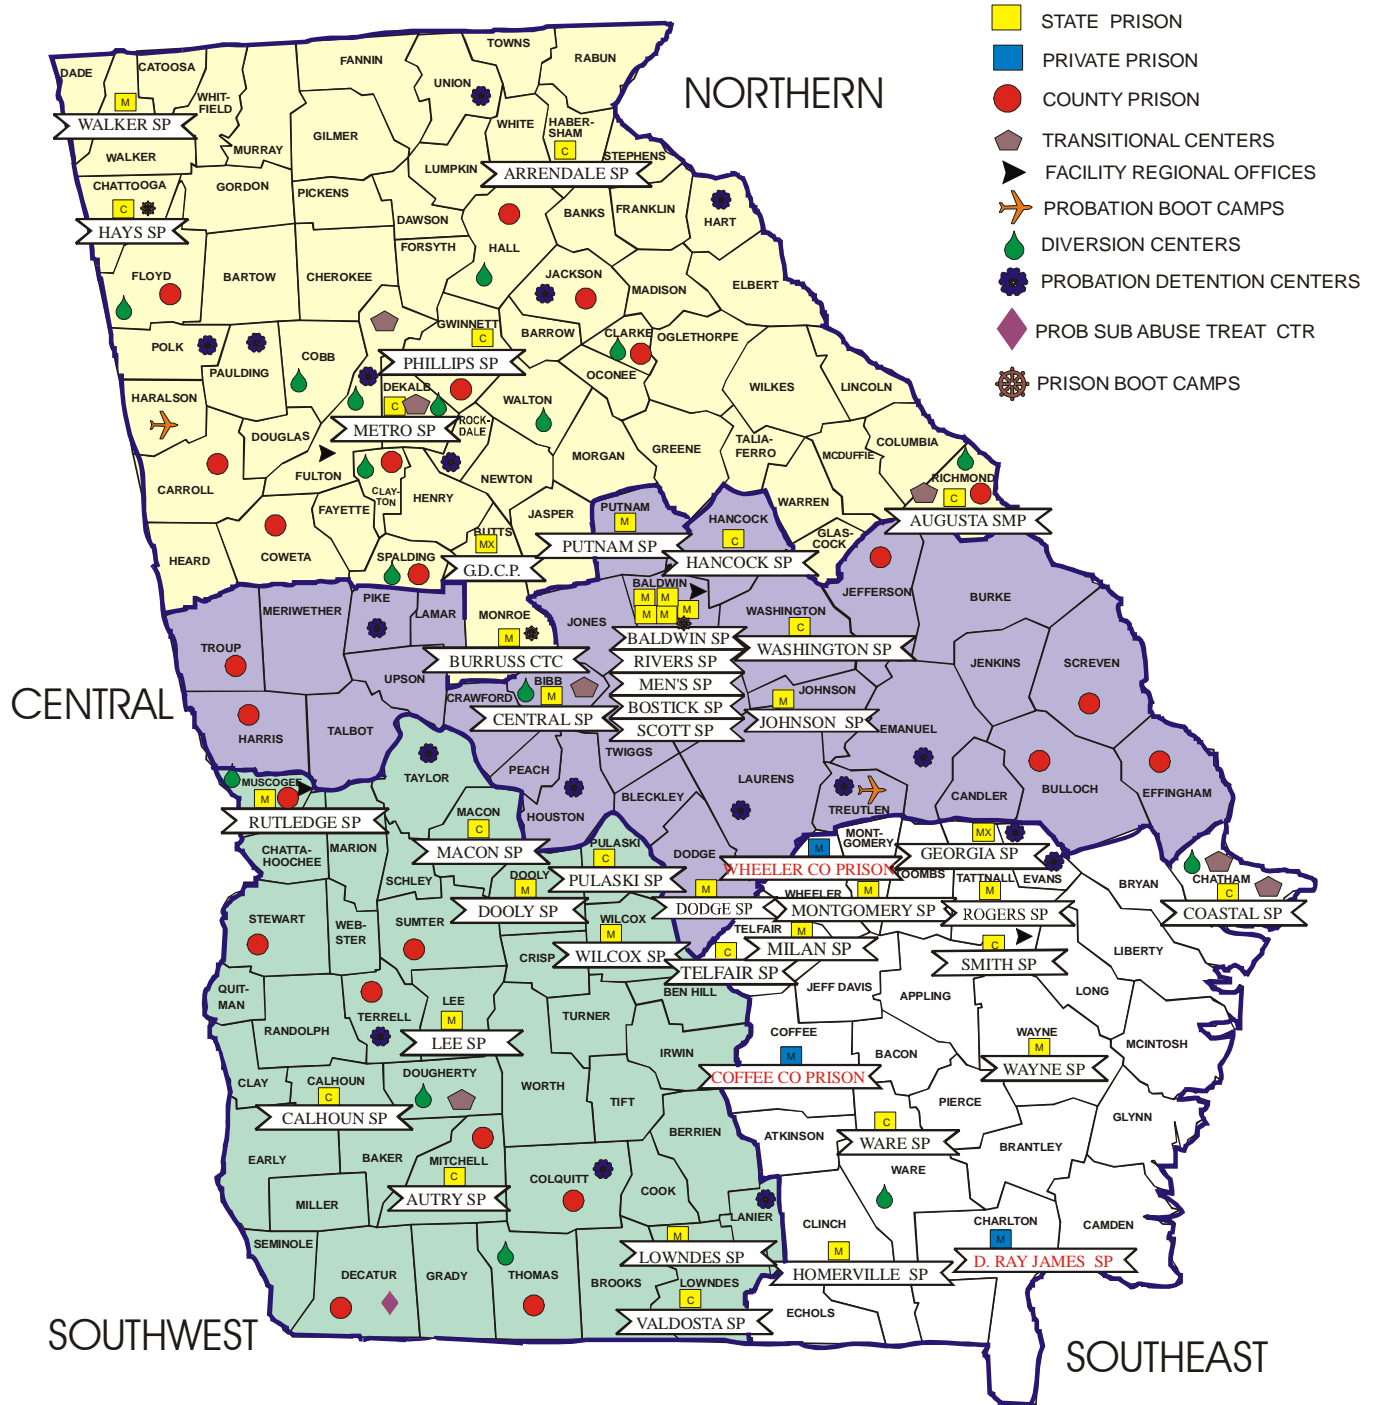 STATE PRISON
PRIVATE PRISON
COUNTY PRISON
TRANSITIONAL CENTERS
FACILITY REGIONAL OFFICES
PROBATION BOOT CAMPS
DIVERSION CENTERS
PROBATION DETENTION CENTERS
PROB SUB ABUSE TREAT CTR
PRISON BOOT CAMPS
NORTHERN
DADE
CATOOSA
WHIT-
FIELD
FANNIN
TOWNS
UNION
RABUN
M
WALKER SP
WALKER
MURRAY
GILMER
WHITE
HABER-
SHAM
C
STEPHENS
ARRENDALE SP
LUMPKIN
CHATTOOGA
C
HAYS SP
GORDON
PICKENS
DAWSON
FORSYTH
HALL
BANKS
FRANKLIN
HART
FLOYD
BARTOW
CHEROKEE
JACKSON
MADISON
ELBERT
POLK
PAULDING
COBB
GWINNETT
C
PHILLIPS SP
BARROW
CLARKE
OGLETHORPE
OCONEE
HARALSON
DEKALB
C
METRO SP
ROCK-
DALE
WALTON
WILKES
LINCOLN
DOUGLAS
FULTON
CARROLL
CLAY-
TON
HENRY
NEWTON
MORGAN
GREENE
TALIA-
FERRO
MCDUFFIE
COLUMBIA
RICHMOND
C
AUGUSTA SMP
WARREN
GLAS-
COCK
FAYETTE
COWETA
HEARD
SPALDING
BUTTS
MX
G.D.C.P.
JASPER
PUTNAM
M
PUTNAM SP
HANCOCK
C
HANCOCK SP
CENTRAL
MERIWETHER
PIKE
LAMAR
MONROE
M
BURRUSS CTC
JONES
BALDWIN
M
M
M
M
M
BALDWIN SP
RIVERS SP
MEN'S SP
BOSTICK SP
SCOTT SP
WASHINGTON
C
WASHINGTON SP
JEFFERSON
BURKE
TROUP
UPSON
HARRIS
TALBOT
CRAWFORD
BIBB
M
CENTRAL SP
M
JOHNSON
JOHNSON SP
JENKINS
SCREVEN
EMANUEL
TWIGGS
PEACH
HOUSTON
BLECKLEY
LAURENS
TREUTLEN
CANDLER
BULLOCH
EFFINGHAM
DODGE
M
DODGE SP
MUSCOGEE
M
RUTLEDGE SP
TAYLOR
MACON
C
MACON SP
CHATTA-
HOOCHEE
MARION
SCHLEY
DOOLY
M
DOOLY SP
PULASKI
C
PULASKI SP
WILCOX
M
WILCOX SP
STEWART
WEB-
STER
SUMTER
CRISP
QUIT-
MAN
RANDOLPH
TERRELL
LEE
M
LEE SP
TURNER
BEN HILL
IRWIN
CLAY
CALHOUN
C
CALHOUN SP
DOUGHERTY
WORTH
TIFT
BERRIEN
EARLY
BAKER
MITCHELL
C
AUTRY SP
COLQUITT
COOK
LANIER
MILLER
SEMINOLE
DECATUR
GRADY
THOMAS
BROOKS
M
LOWNDES SP
LOWNDES
C
VALDOSTA SP
SOUTHWEST
M
WHEELER CO PRISON
MONT-
GOMERY
WHEELER
M
MONTGOMERY SP
OOMBS
MX
GEORGIA SP
TATTNALL
M
ROGERS SP
EVANS
C
SMITH SP
TELFAIR
M
MILAN SP
C
TELFAIR SP
BRYAN
CHATHAM
C
COASTAL SP
LIBERTY
LONG
MCINTOSH
JEFF DAVIS
APPLING
COFFEE
M
COFFEE CO PRISON
BACON
WAYNE
M
WAYNE SP
PIERCE
GLYNN
ATKINSON
C
WARE SP
WARE
BRANTLEY
CLINCH
M
HOMERVILLE SP
ECHOLS
CHARLTON
M
D. RAY JAMES SP
CAMDEN
SOUTHEAST